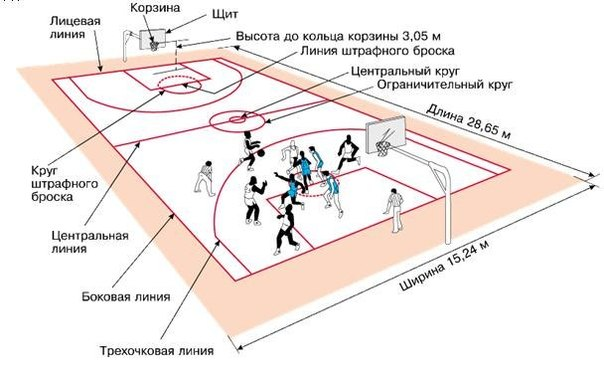 Корзина
Щит
Лицевая
линия
Высота до кольца корзины 3,05 м
Линия штрафного броска
Центральный круг
Ограничительный круг
Длина 28,65 м
Круг
штрафного
броска
Центральная
линия
Боковая линия
Ширина 15,24 м
Трехочковая линия